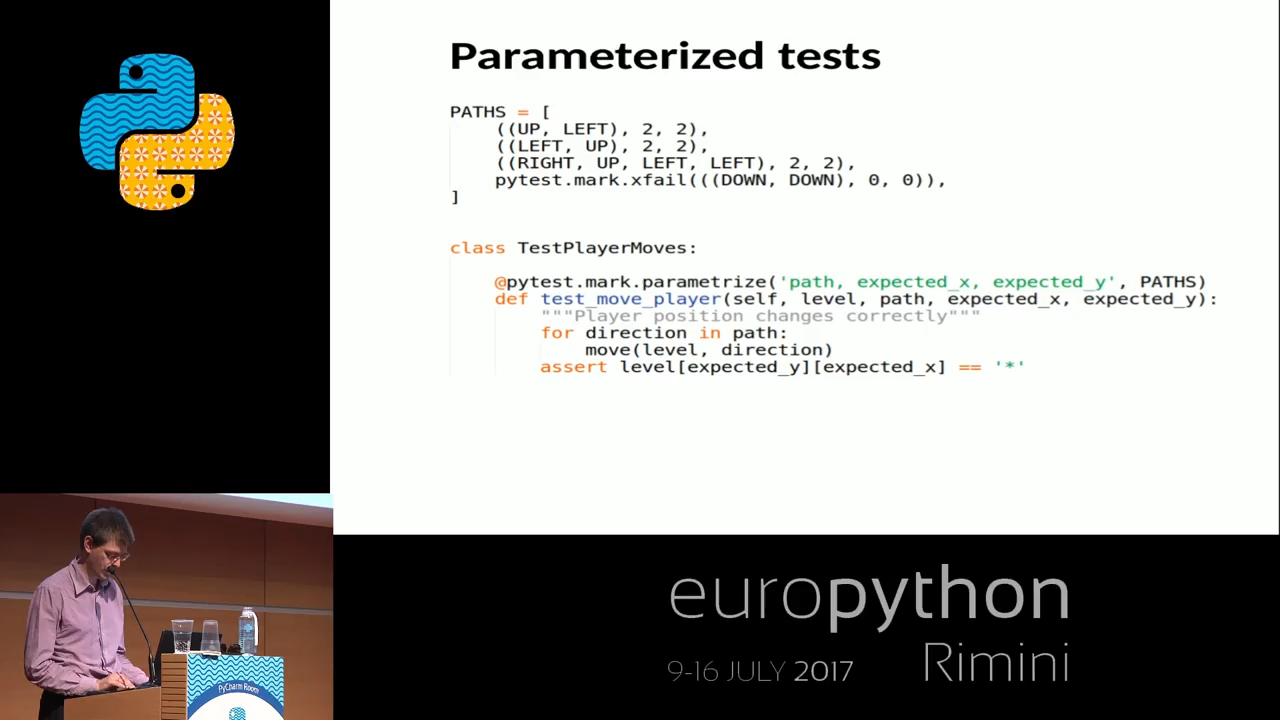 Parameterized tests
PATHS = [
((UP, LEFT), 2, 2),
((LEFT, UP), 2, 2),
((RIGHT, UP, LEFT, LEFT), 2, 2),
pytest.mark.xfail(((DOWN, DOWN), 0, 0)),
]
class TestPlayerMoves:
@pytest.mark.parametrize('path, expected_x, expected_y', PATHS)
def test_move_player(self, level, path, expected_x, expected_y):
"""Player position changes correctly"""
for direction in path:
move(level, direction)
assert level[expected_y][expected_x] == '*'
PyCharm Room
europython
Rimini
9-16 JULY 2017